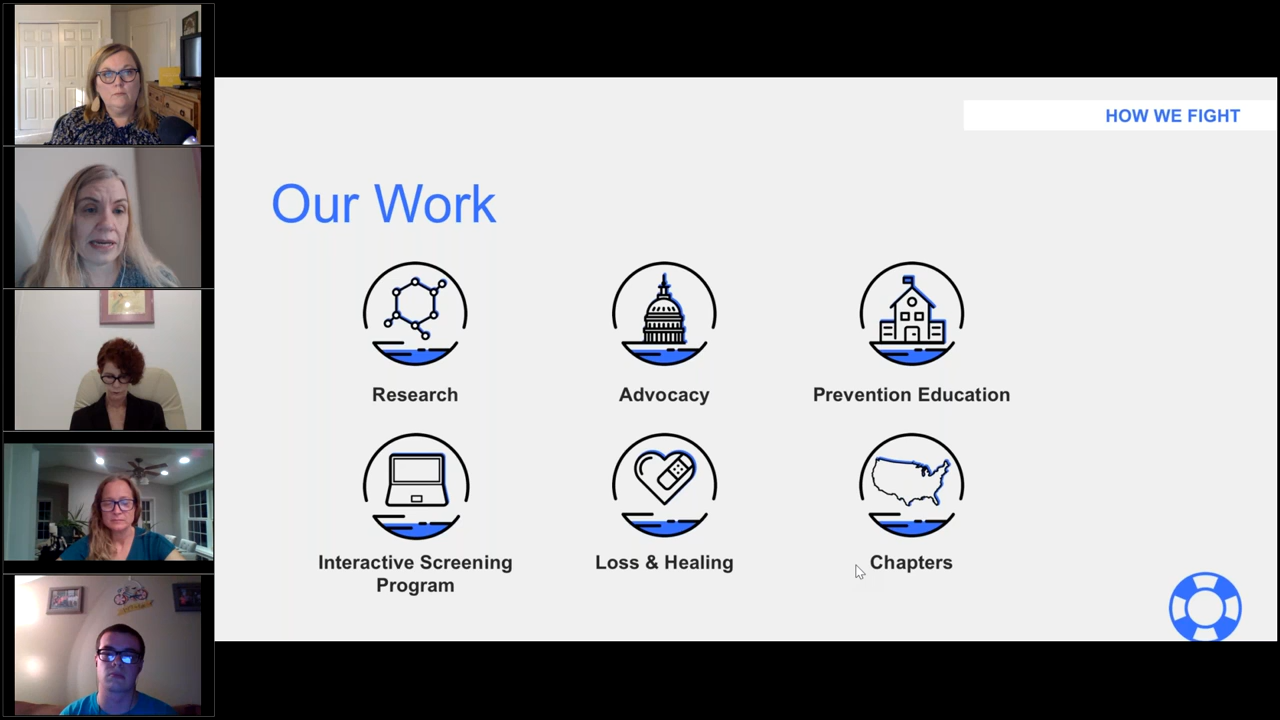 HOW WE FIGHT
Our Work
Research
Advocacy
Prevention Education
Interactive Screening
Program
Loss & Healing
Chapters